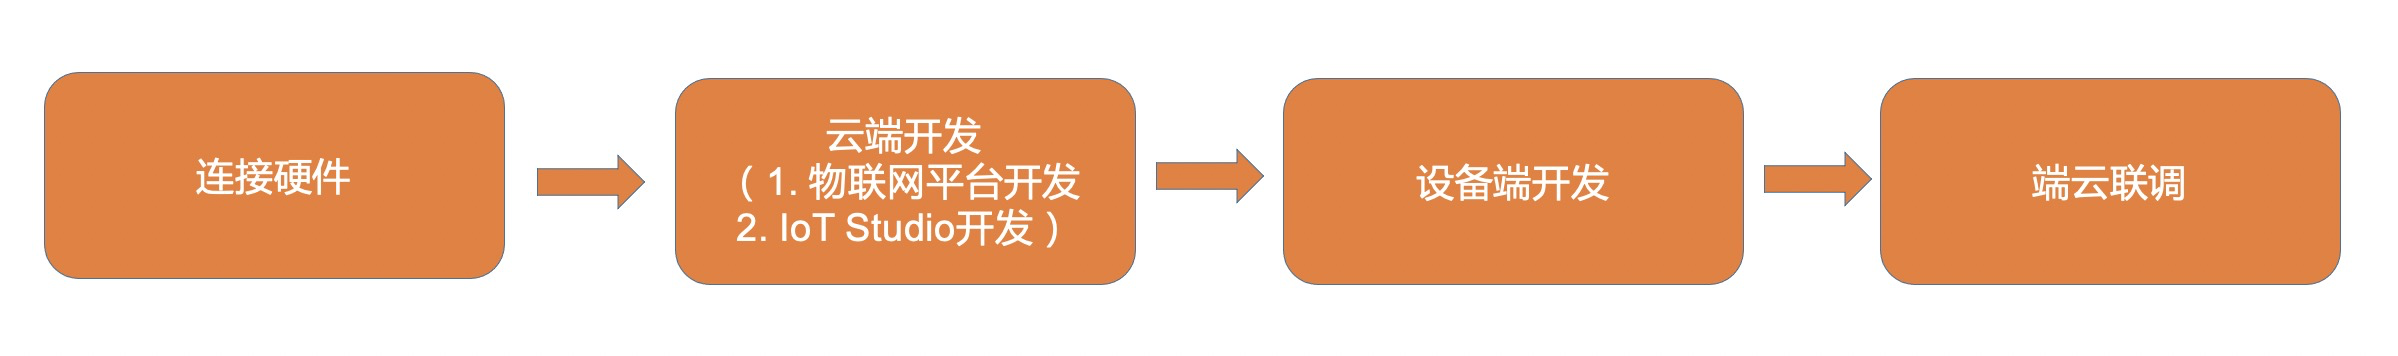 连接硬件
云端开发
（ 1. 物联网平台开发
2. IoT Studio开发 ）
设备端开发
端云联调